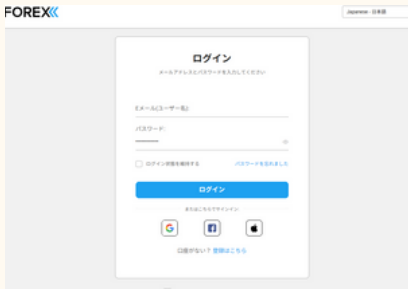 FOREX
Japanese - 日本語
ログイン
メールアドレスとパスワードを入力してください
Eメール(ユーザー名)
パスワード:
ログイン状態を維持する
パスワードを忘れました
ログイン
またはこちらでサインイン
口座がない? 登録はこちら